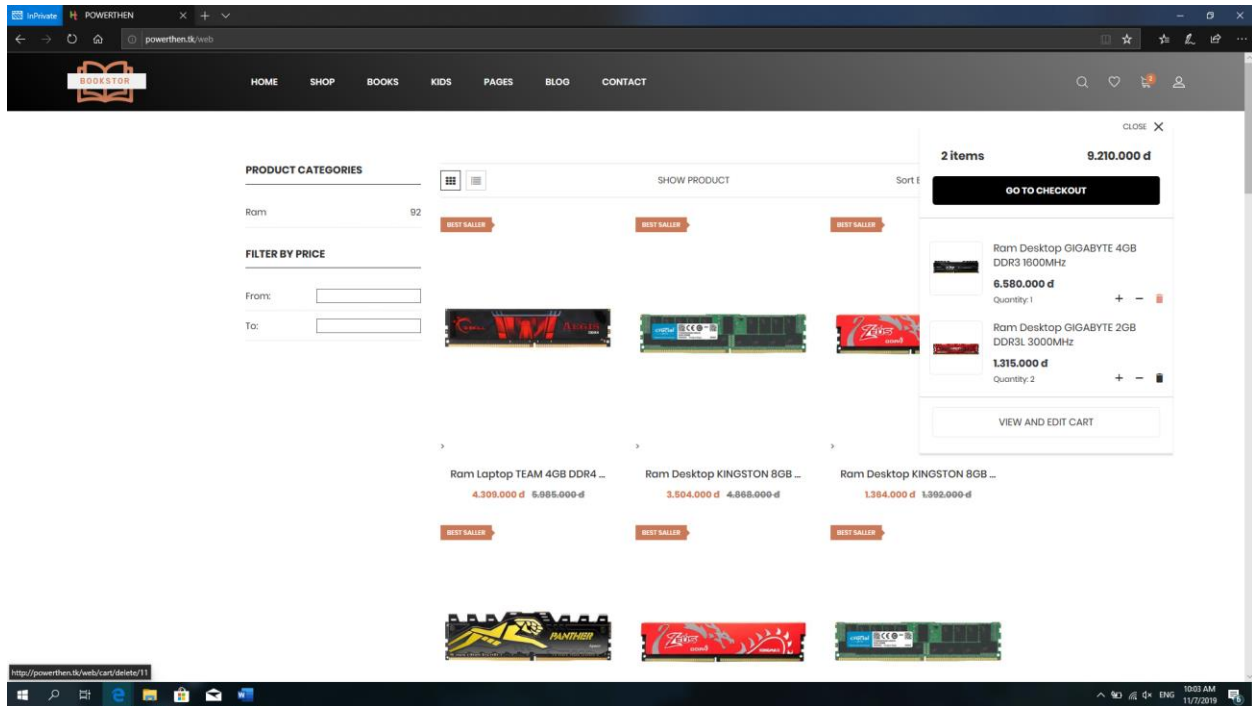 InPrivate
POWERTHEN
powerthen.tk/web
BOOKSTOR
HOME SHOP BOOKS KIDS PAGES BLOG CONTACT
2
CLOSE
2 items 9.210.000 đ
GO TO CHECKOUT
Ram Desktop GIGABYTE 4GB
DDR3 1600MHz
6.580.000 đ
Quantity: 1 + −
Ram Desktop GIGABYTE 2GB
DDR3L 3000MHz
1.315.000 đ
Quantity: 2 + −
VIEW AND EDIT CART
PRODUCT CATEGORIES
Ram 92
FILTER BY PRICE
From:
To:
SHOW PRODUCT
Sort
BEST SALLER BEST SALLER BEST SALLER
AEGIS
crucial
Zeus
Ram Laptop TEAM 4GB DDR4 ... Ram Desktop KINGSTON 8GB ... Ram Desktop KINGSTON 8GB ...
4.309.000 đ 5.985.000 đ 3.504.000 đ 4.868.000 đ 1.364.000 đ 1.392.000 đ
BEST SALLER BEST SALLER BEST SALLER
PANTHER
Zeus
crucial
http://powerthen.tk/web/cart/delete/11
ENG
10:03 AM
11/7/2019